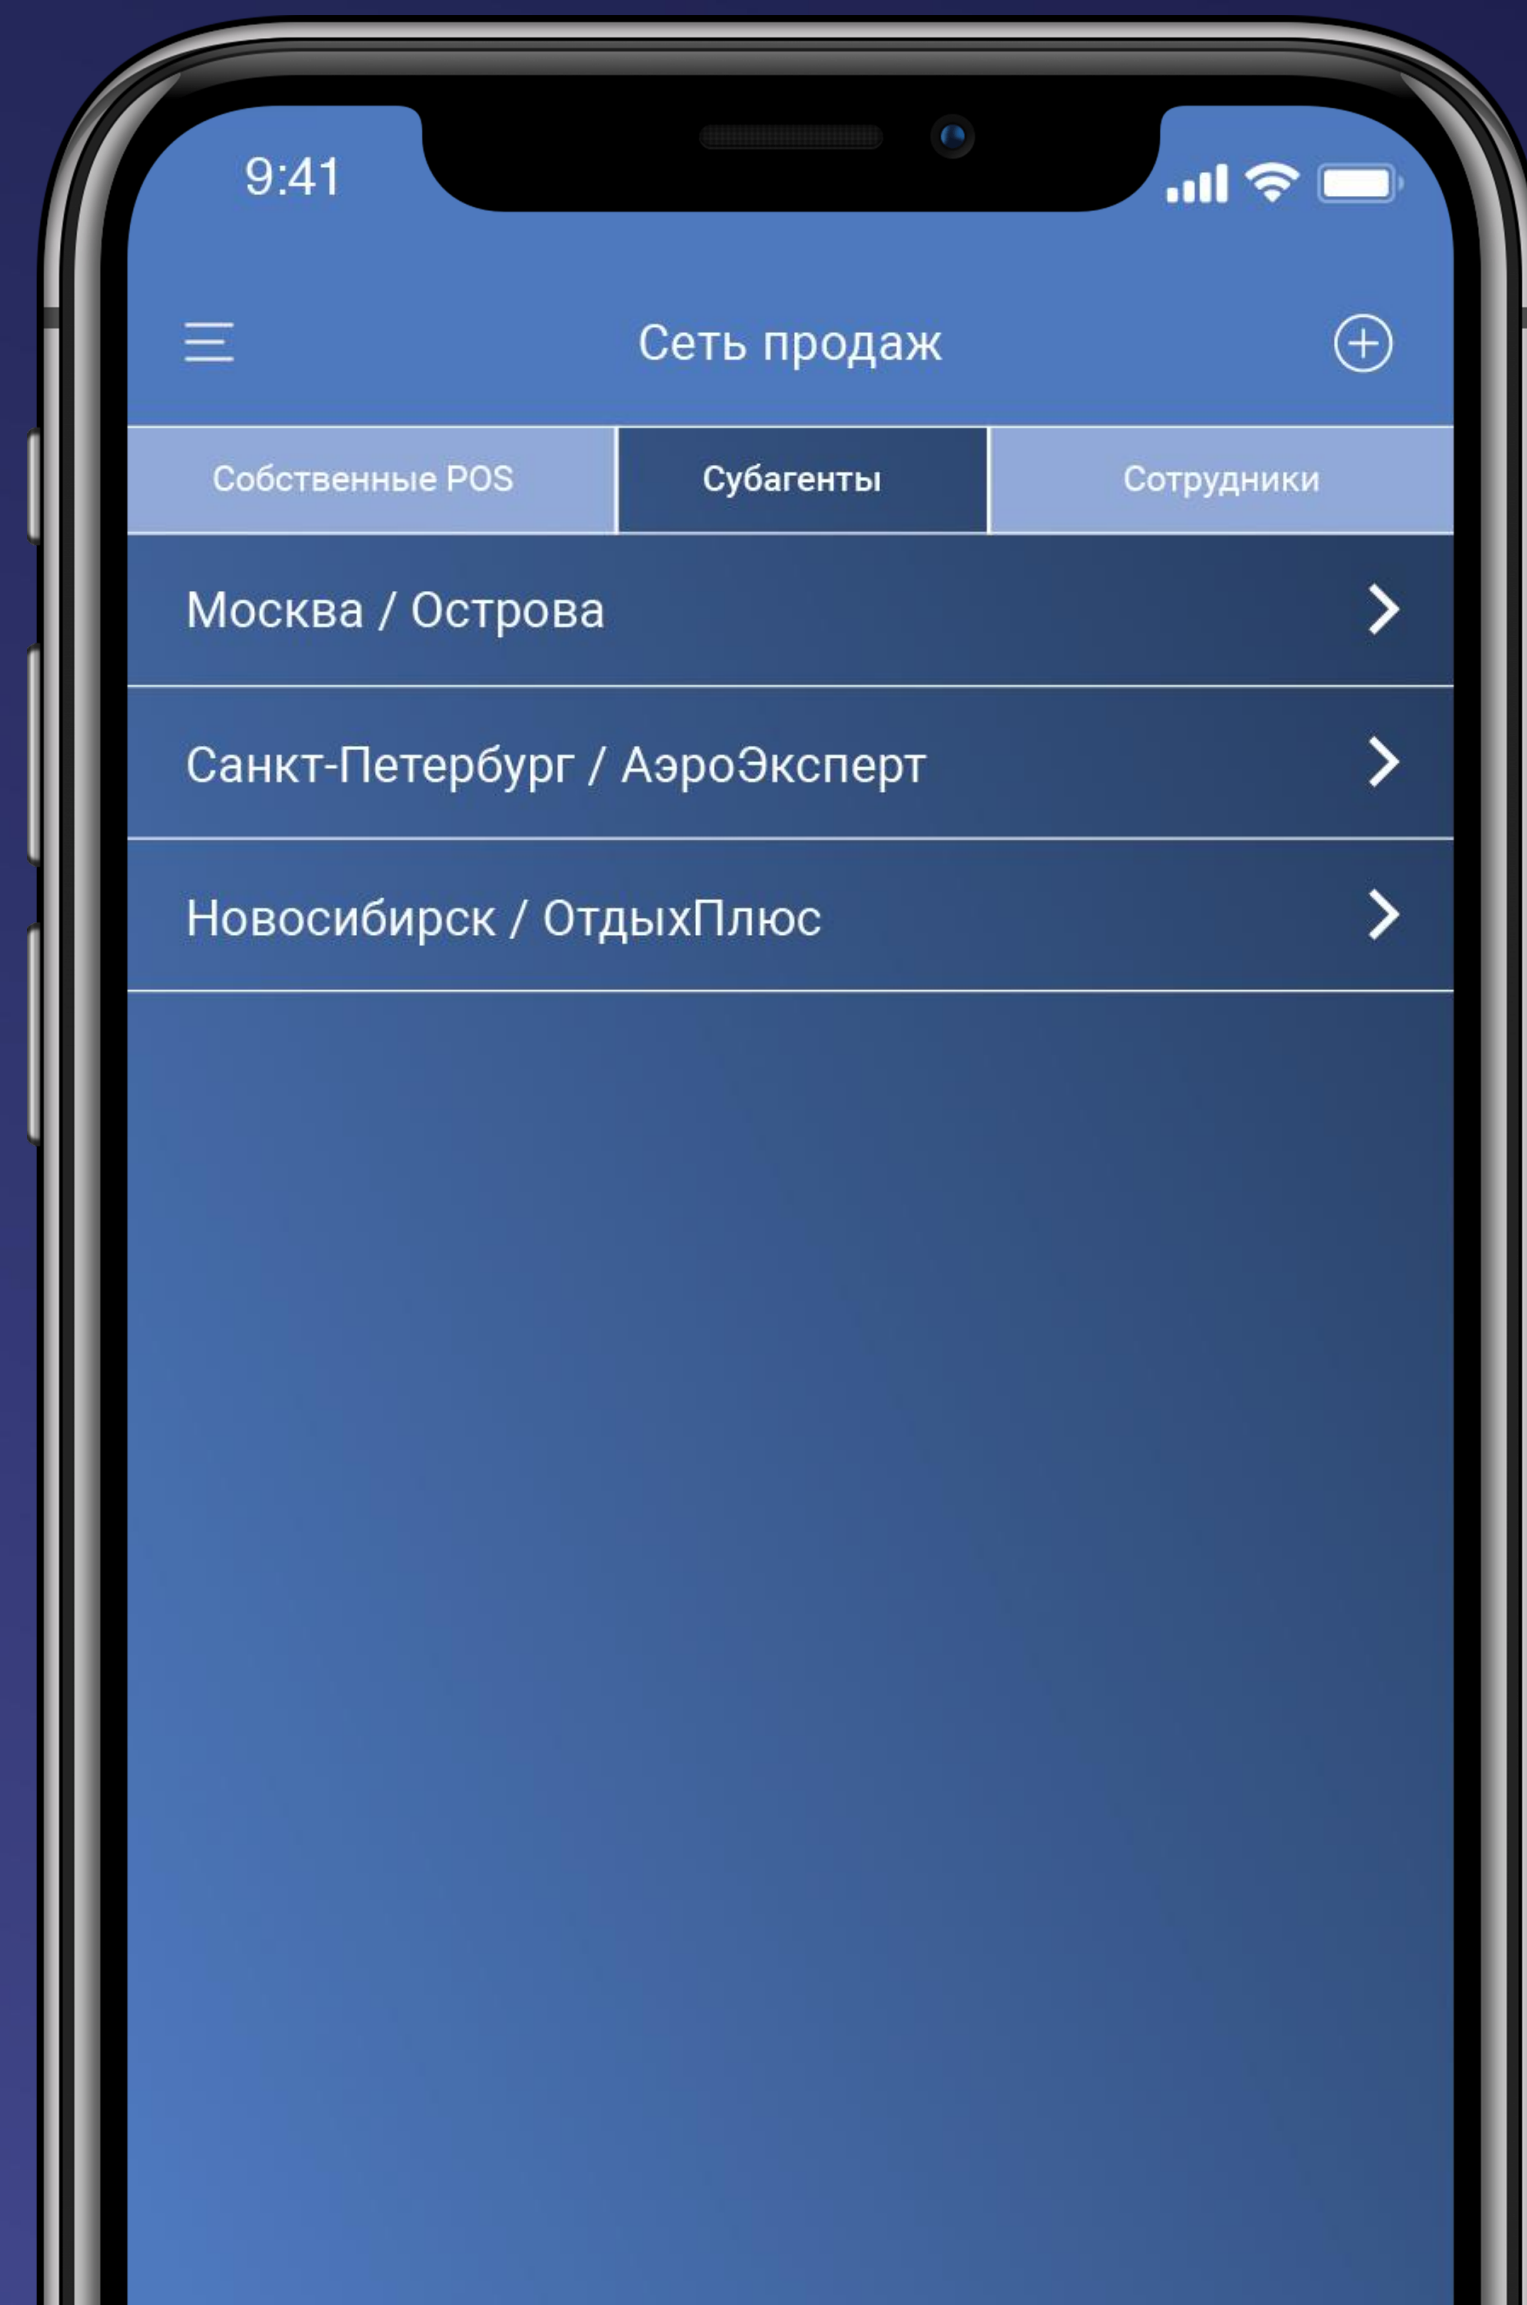 9:41
Сеть продаж
Собственные POS
Субагенты
Сотрудники
Москва / Острова
Санкт-Петербург / АэроЭксперт
Новосибирск / ОтдыхПлюс